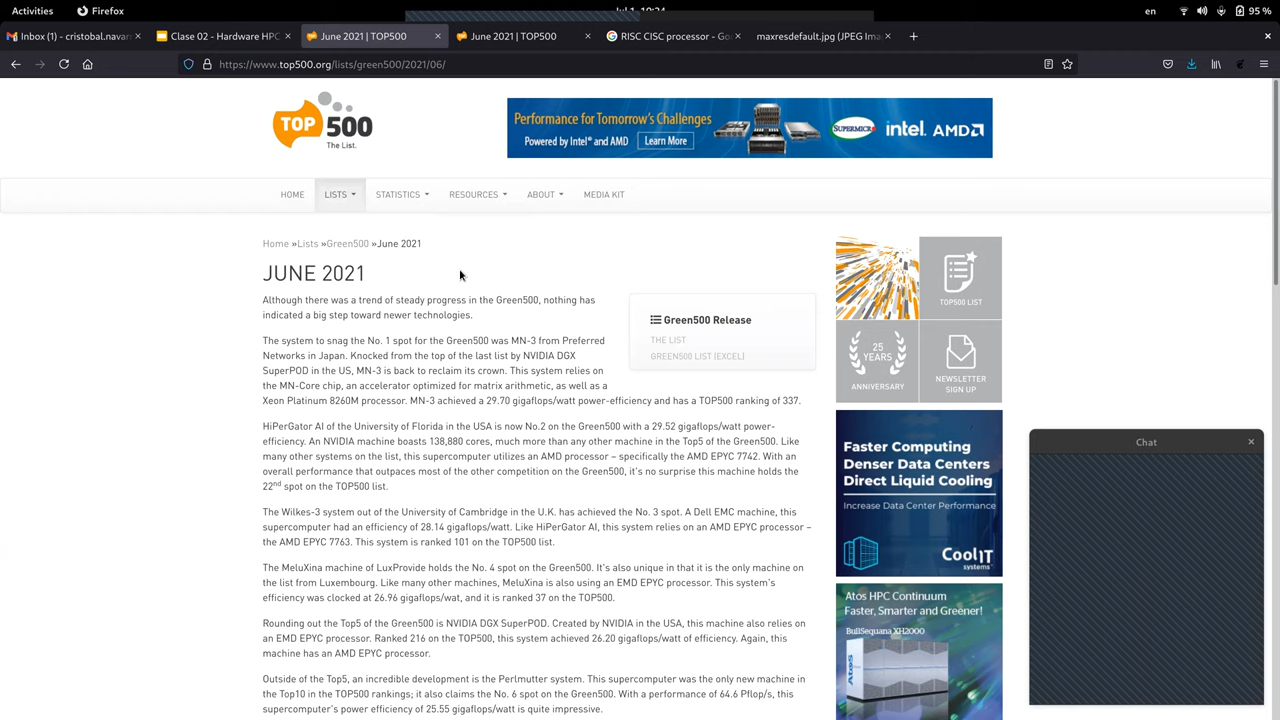 Activities
Firefox
Jul 1, 10:24
en
95 %
Inbox (1) - cristobal.navar
Clase 02 - Hardware HPC
June 2021 | TOP500
June 2021 | TOP500
RISC CISC processor - Go
maxresdefault.jpg (JPEG Im
https://www.top500.org/lists/green500/2021/06/
TOP 500
The List.
Performance for Tomorrow's Challenges
Powered by Intel® and AMD
Learn More
SUPERMICR
intel.
AMD
HOME
LISTS
STATISTICS
RESOURCES
ABOUT
MEDIA KIT
Home »Lists »Green500 »June 2021
JUNE 2021
Although there was a trend of steady progress in the Green500, nothing has
indicated a big step toward newer technologies.
The system to snag the No. 1 spot for the Green500 was MN-3 from Preferred
Networks in Japan. Knocked from the top of the last list by NVIDIA DGX
SuperPOD in the US, MN-3 is back to reclaim its crown. This system relies on
the MN-Core chip, an accelerator optimized for matrix arithmetic, as well as a
Xeon Platinum 8260M processor. MN-3 achieved a 29.70 gigaflops/watt power-efficiency and has a TOP500 ranking of 337.
HiPerGator AI of the University of Florida in the USA is now No.2 on the Green500 with a 29.52 gigaflops/watt power-
efficiency. An NVIDIA machine boasts 138,880 cores, much more than any other machine in the Top5 of the Green500. Like
many other systems on the list, this supercomputer utilizes an AMD processor – specifically the AMD EPYC 7742. With an
overall performance that outpaces most of the other competition on the Green500, it's no surprise this machine holds the
22nd spot on the TOP500 list.
The Wilkes-3 system out of the University of Cambridge in the U.K. has achieved the No. 3 spot. A Dell EMC machine, this
supercomputer had an efficiency of 28.14 gigaflops/watt. Like HiPerGator AI, this system relies on an AMD EPYC processor –
the AMD EPYC 7763. This system is ranked 101 on the TOP500 list.
The MeluXina machine of LuxProvide holds the No. 4 spot on the Green500. It's also unique in that it is the only machine on
the list from Luxembourg. Like many other machines, MeluXina is also using an EMD EPYC processor. This system's
efficiency was clocked at 26.96 gigaflops/wat, and it is ranked 37 on the TOP500.
Rounding out the Top5 of the Green500 is NVIDIA DGX SuperPOD. Created by NVIDIA in the USA, this machine also relies on
an EMD EPYC processor. Ranked 216 on the TOP500, this system achieved 26.20 gigaflops/watt of efficiency. Again, this
machine has an AMD EPYC processor.
Outside of the Top5, an incredible development is the Perlmutter system. This supercomputer was the only new machine in
the Top10 in the TOP500 rankings; it also claims the No. 6 spot on the Green500. With a performance of 64.6 Pflop/s, this
supercomputer's power efficiency of 25.55 gigaflops/watt is quite impressive.
Green500 Release
THE LIST
GREEN500 LIST (EXCEL)
TOP500 LIST
25
YEARS
ANNIVERSARY
NEWSLETTER
SIGN UP
Faster Computing
Denser Data Centers
Direct Liquid Cooling
Increase Data Center Performance
CoolIT
systems
Atos HPC Continuum
Faster, Smarter and Greener!
BullSequana XH2000
Atos
Chat